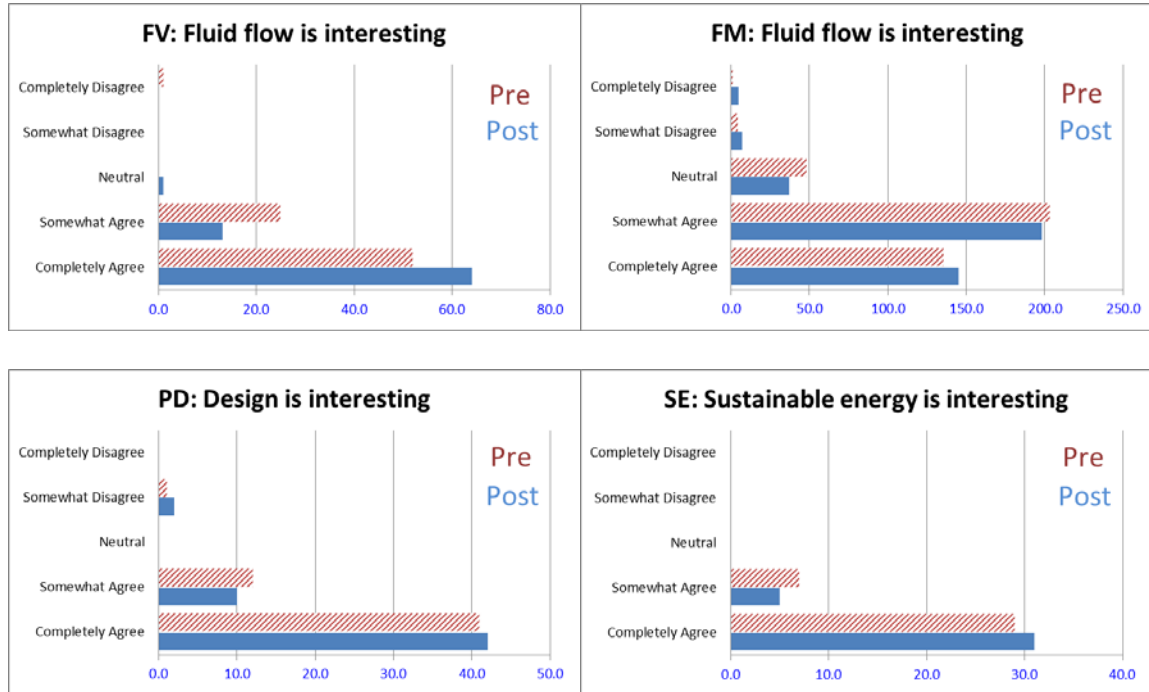 FV: Fluid flow is interesting
Completely Disagree
Somewhat Disagree
Neutral
Somewhat Agree
Completely Agree
Pre
Post
0.0 20.0 40.0 60.0 80.0
FM: Fluid flow is interesting
Completely Disagree
Somewhat Disagree
Neutral
Somewhat Agree
Completely Agree
Pre
Post
0.0 50.0 100.0 150.0 200.0 250.0
PD: Design is interesting
Completely Disagree
Somewhat Disagree
Neutral
Somewhat Agree
Completely Agree
Pre
Post
0.0 10.0 20.0 30.0 40.0 50.0
SE: Sustainable energy is interesting
Completely Disagree
Somewhat Disagree
Neutral
Somewhat Agree
Completely Agree
Pre
Post
0.0 10.0 20.0 30.0 40.0